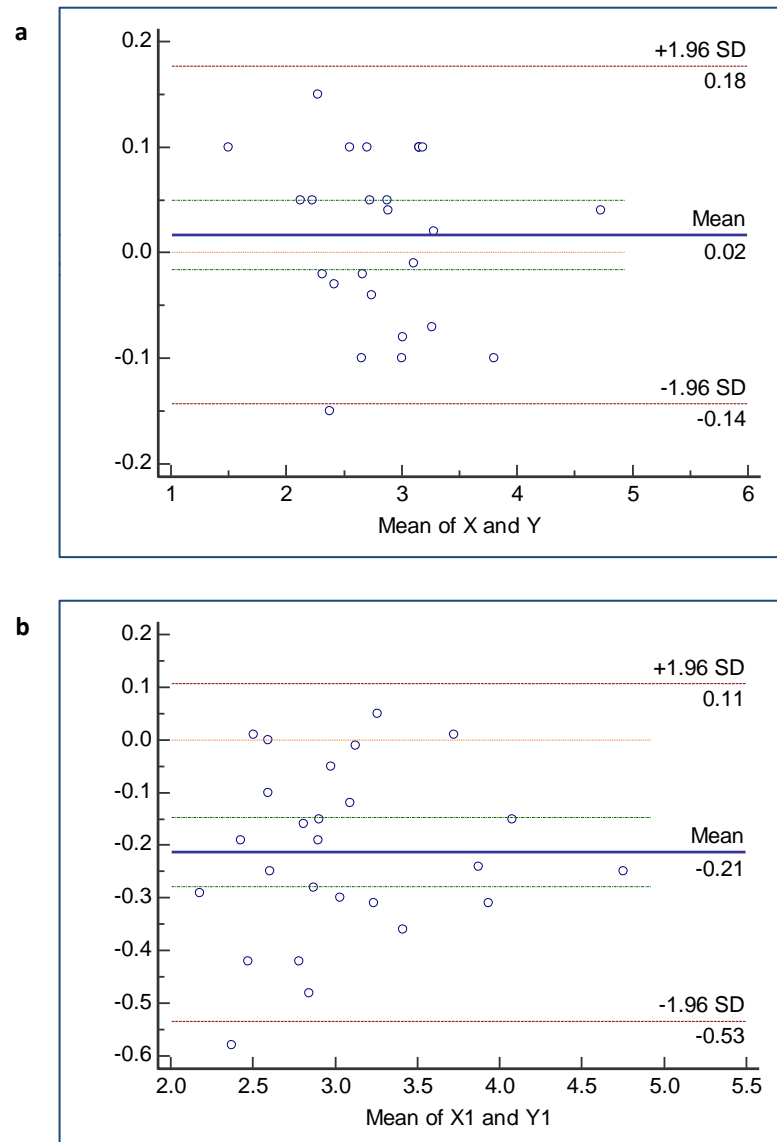 a
0.2
0.1
0.0
-0.1
-0.2
+1.96 SD
0.18
Mean
0.02
-1.96 SD
-0.14
1 2 3 4 5 6
Mean of X and Y
b
0.2
0.1
0.0
-0.1
-0.2
-0.3
-0.4
-0.5
-0.6
+1.96 SD
0.11
Mean
-0.21
-1.96 SD
-0.53
2.0 2.5 3.0 3.5 4.0 4.5 5.0 5.5
Mean of X1 and Y1